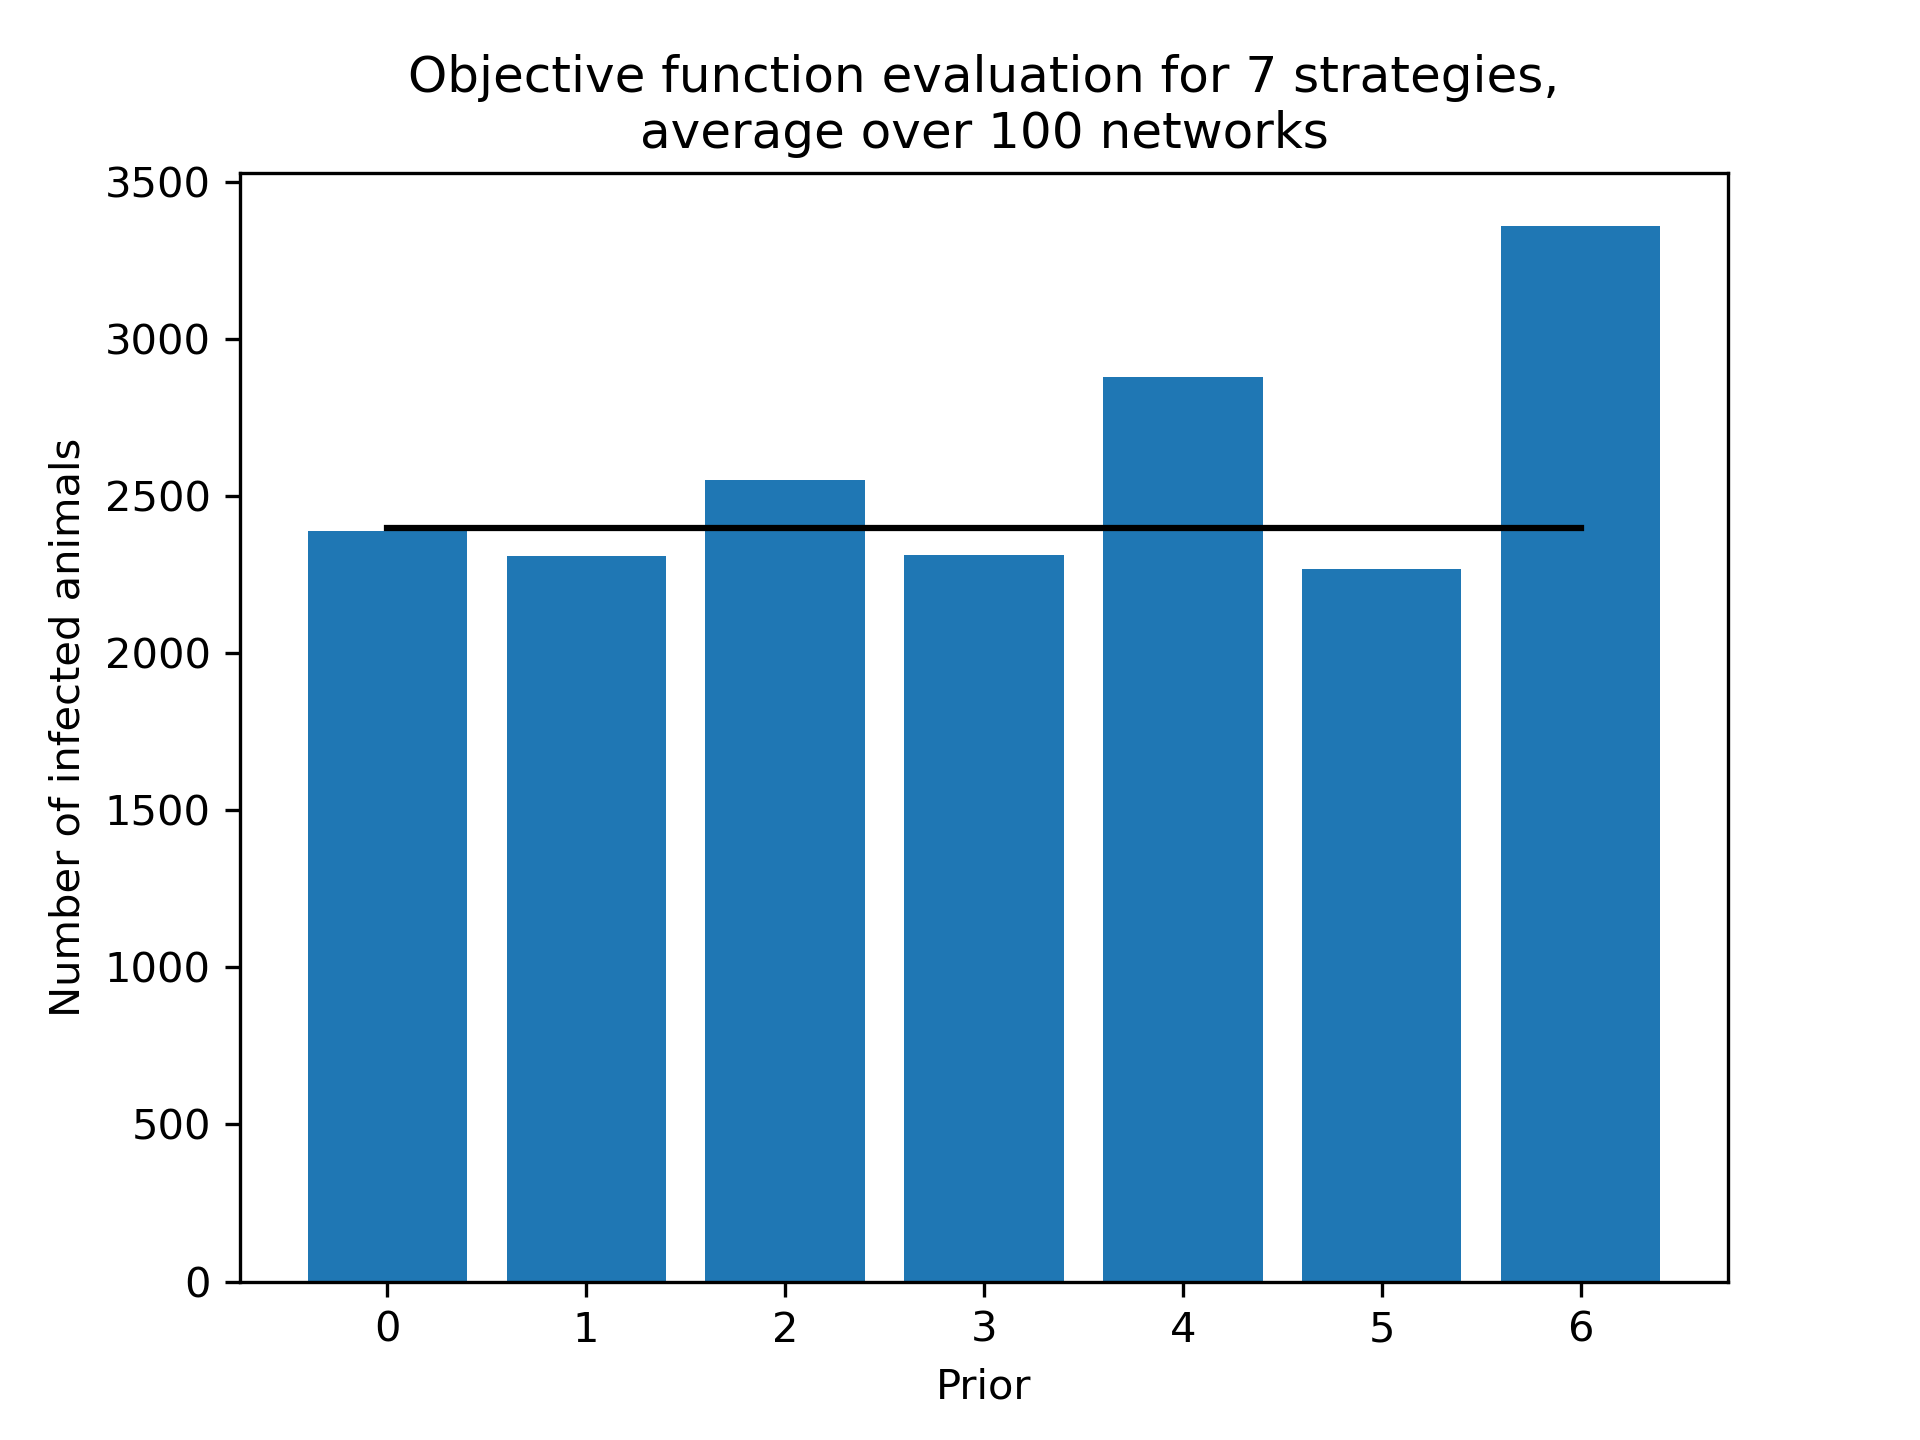 Objective function evaluation for 7 strategies,
average over 100 networks
3500
3000
2500
2000
1500
1000
500
0
Number of infected animals
0 1 2 3 4 5 6
Prior